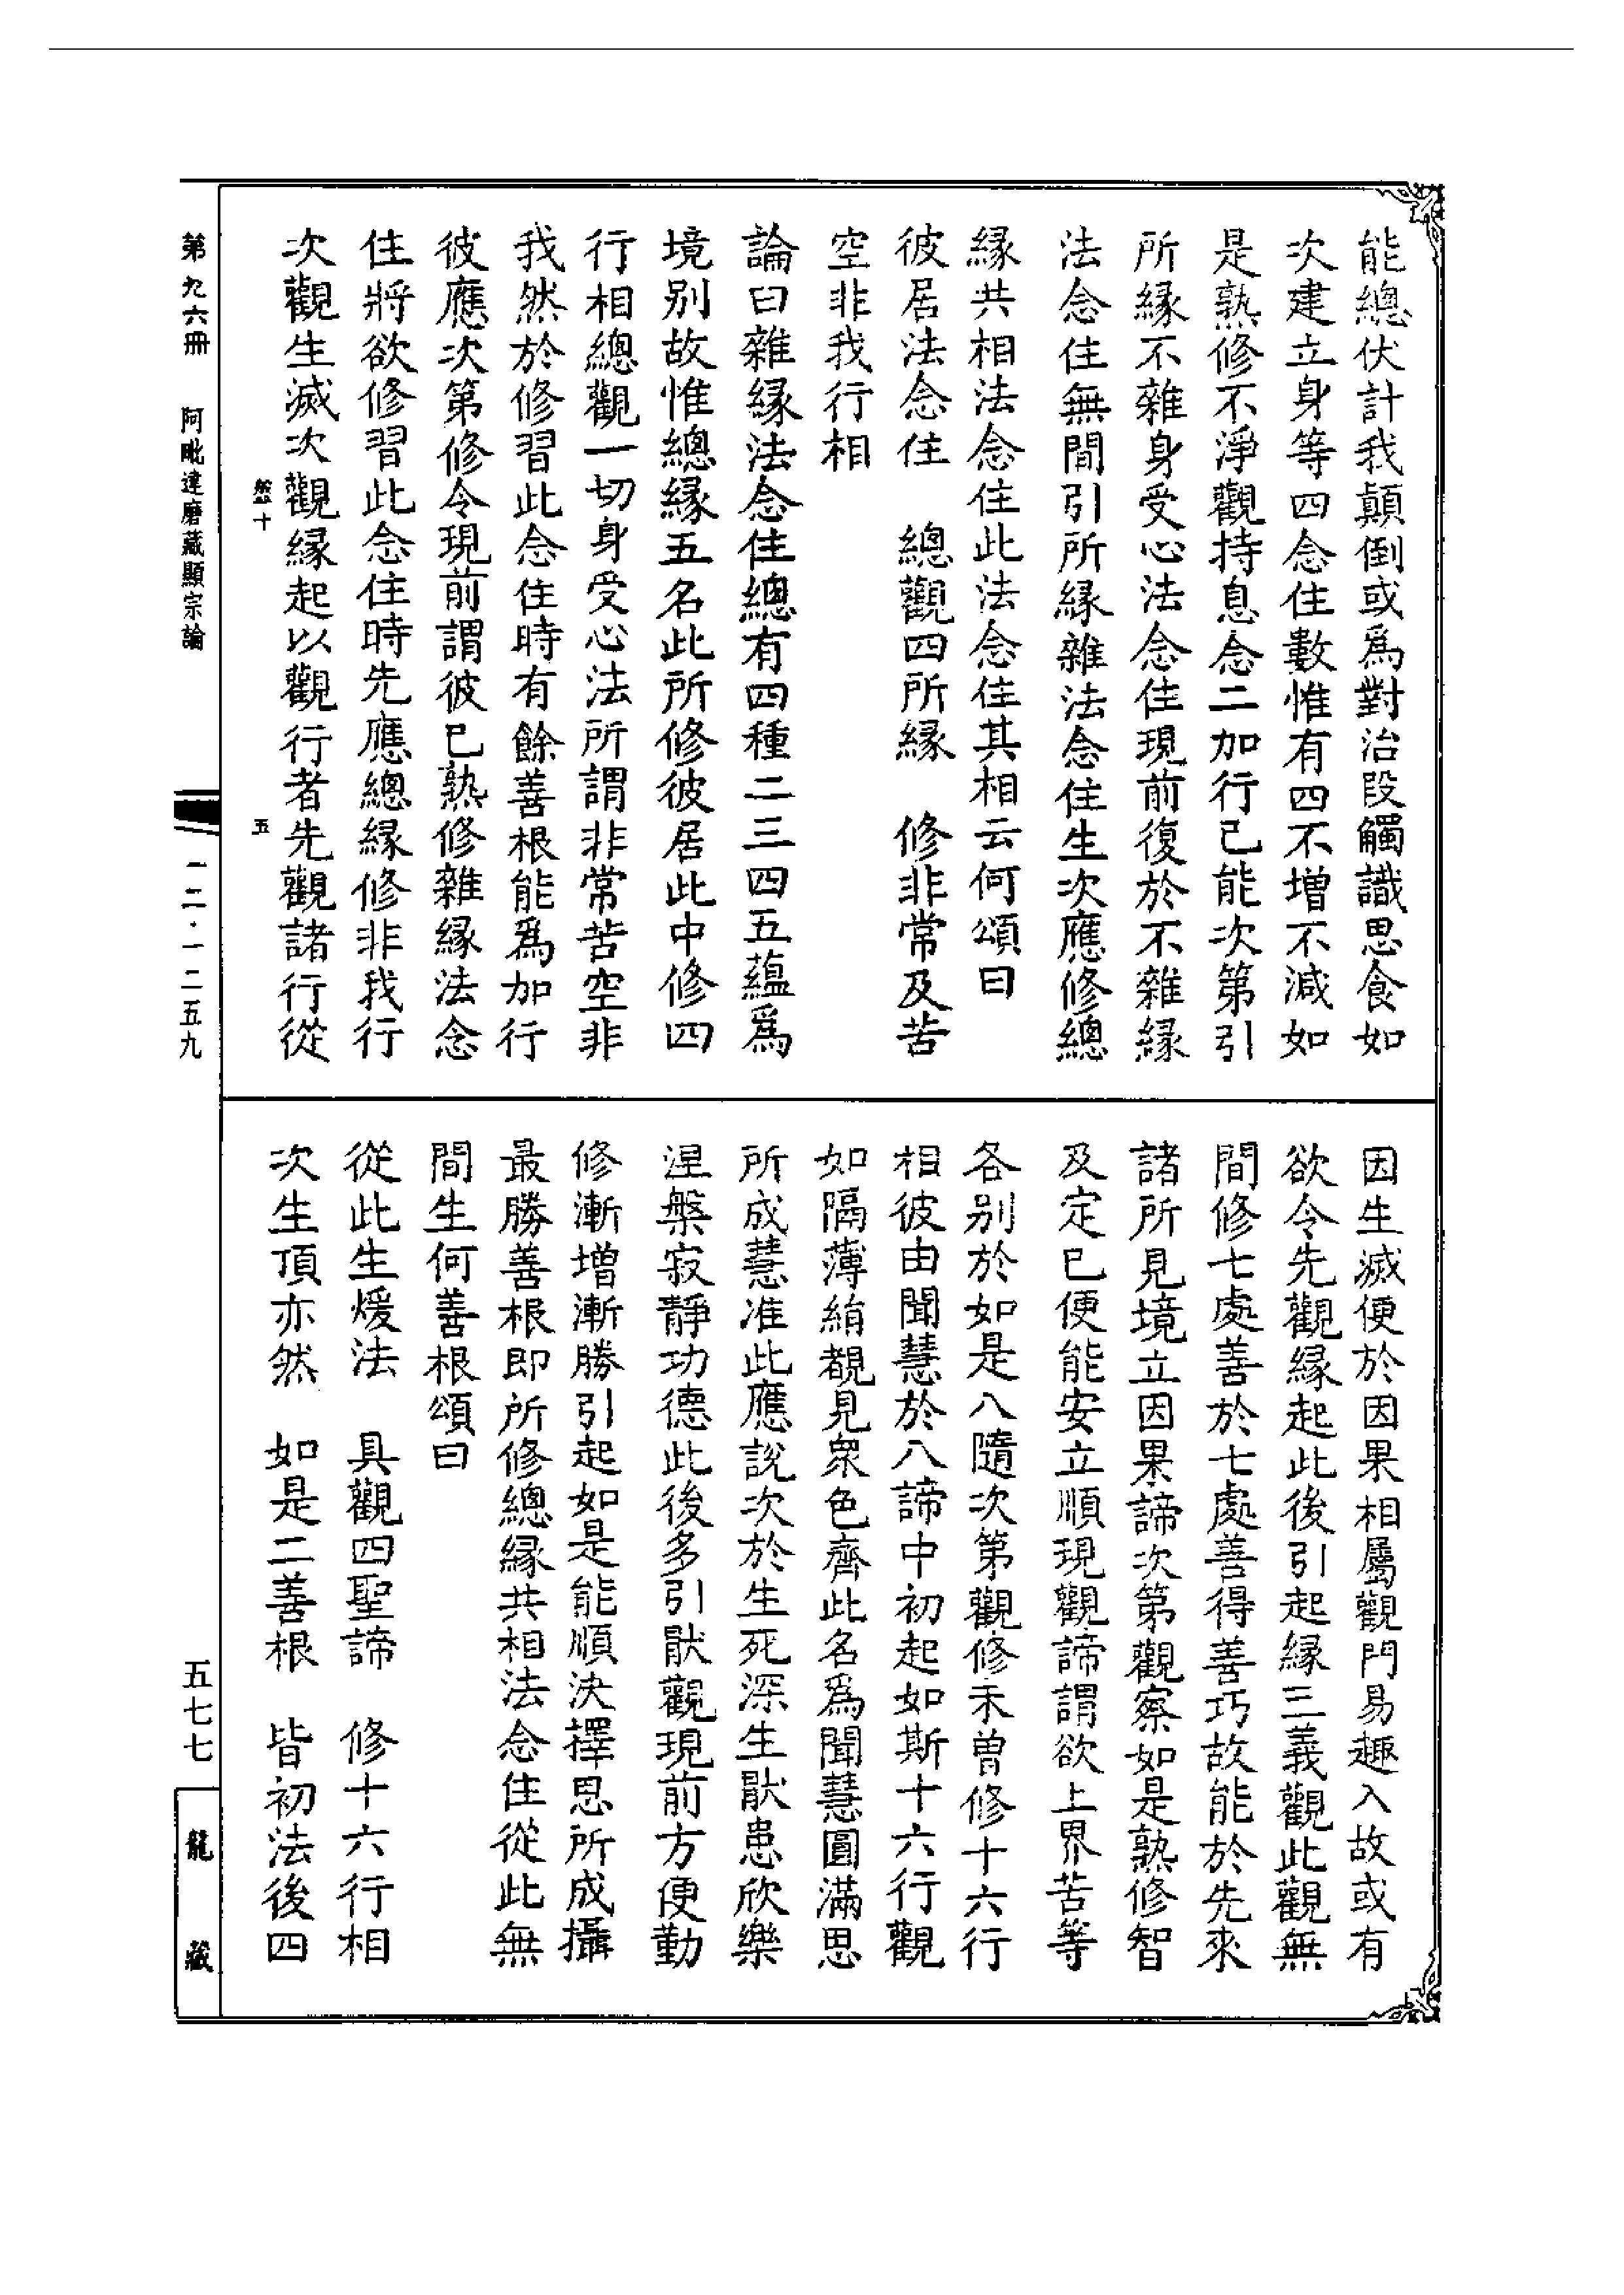 能總伏計我顛倒或爲對治段觸識思食如
次建立身等四念住數惟有四不增不減如
是熟修不淨觀持息念二加行已能次第引
所緣不雜身受心法念住現前復於不雜緣
法念住無間引所緣雜法念住生次應修總
緣共相法念住此法念住其相云何頌曰
彼居法念住　總觀四所緣　修非常及苦
空非我行相
論曰雜緣法念住總有四種二三四五蘊爲
境別故惟總緣五名此所修彼居此中修四
行相總觀一切身受心法所謂非常苦空非
我然於修習此念住時有餘善根能爲加行
彼應次第修令現前謂彼已熟修雜緣法念
住將欲修習此念住時先應總緣修非我行
次觀生滅次觀緣起以觀行者先觀諸行從
盤十　五
因生滅便於因果相屬觀門易趣入故或有
欲令先觀緣起此後引起緣三義觀此觀無
間修七處善於七處善得善巧故能於先來
諸所見境立因果諦次第觀察如是熟修智
及定已便能安立順現觀諦謂欲上界苦等
各別於如是八隨次第觀修未曾修十六行
相彼由聞慧於八諦中初起如斯十六行觀
如隔薄絹覩見衆色齊此名爲聞慧圓滿思
所成慧准此應說次於生死深生厭患欣樂
涅槃寂靜功德此後多引厭觀現前方便勤
修漸增漸勝引起如是能順決擇思所成攝
最勝善根即所修總緣共相法念住從此無
間生何善根頌曰
從此生煖法　具觀四聖諦　修十六行相
次生頂亦然　如是二善根　皆初法後四
第九六冊　阿毗達磨藏顯宗論
一二·一二五九
五七七
龍藏